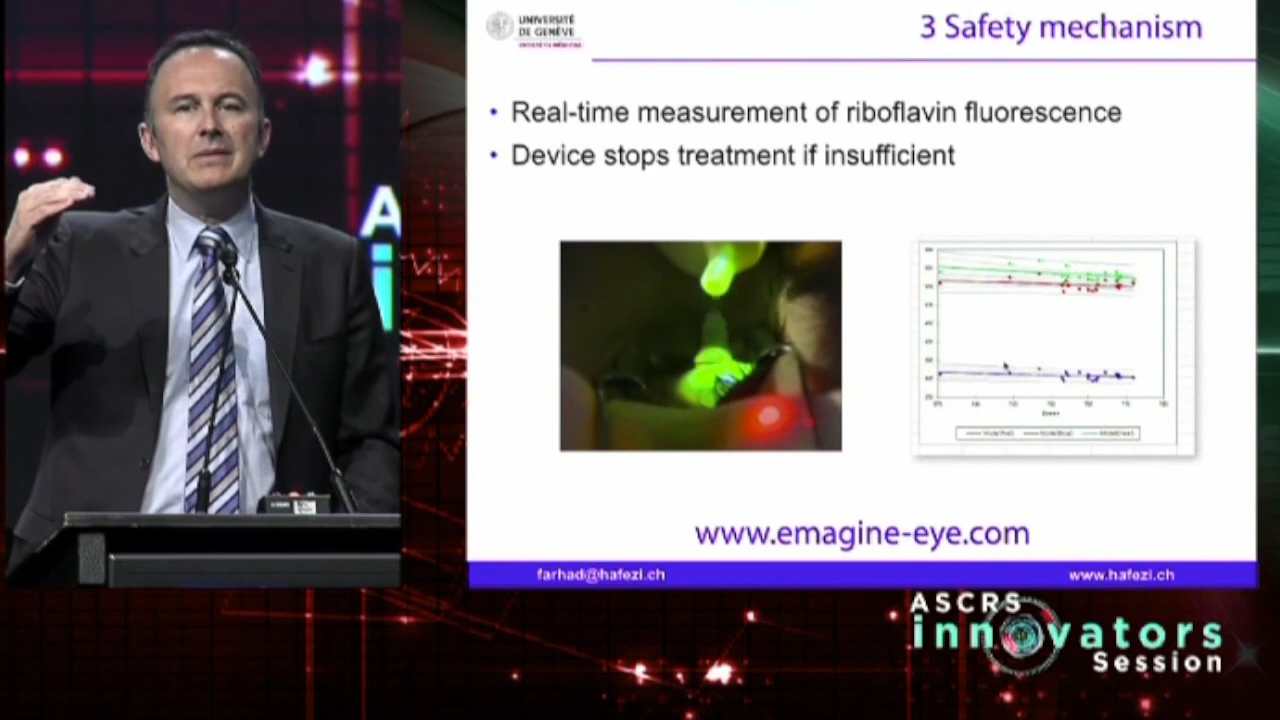 UNIVERSITÉ
DE GENÈVE
3 Safety mechanism
• Real-time measurement of riboflavin fluorescence
• Device stops treatment if insufficient
www.emagine-eye.com
farhad@hafezi.ch
www.hafezi.ch
A
i
ASCRS
innovators
Session